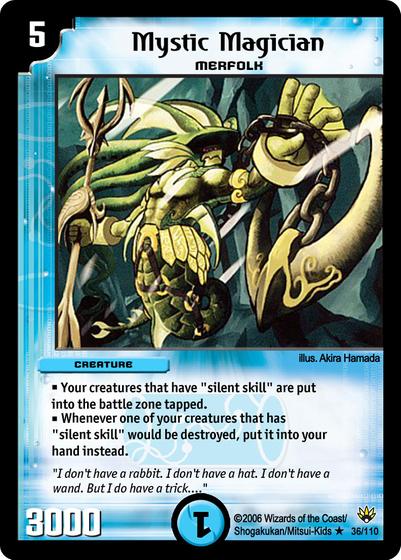 5
Mystic Magician
MERFOLK
illus. Akira Hamada
CREATURE
▪ Your creatures that have "silent skill" are put
into the battle zone tapped.
▪ Whenever one of your creatures that has
"silent skill" would be destroyed, put it into your
hand instead.
"I don't have a rabbit. I don't have a hat. I don't have a
wand. But I do have a trick...."
3000
1
©2006 Wizards of the Coast/
Shogakukan/Mitsui-Kids ★ 36/110